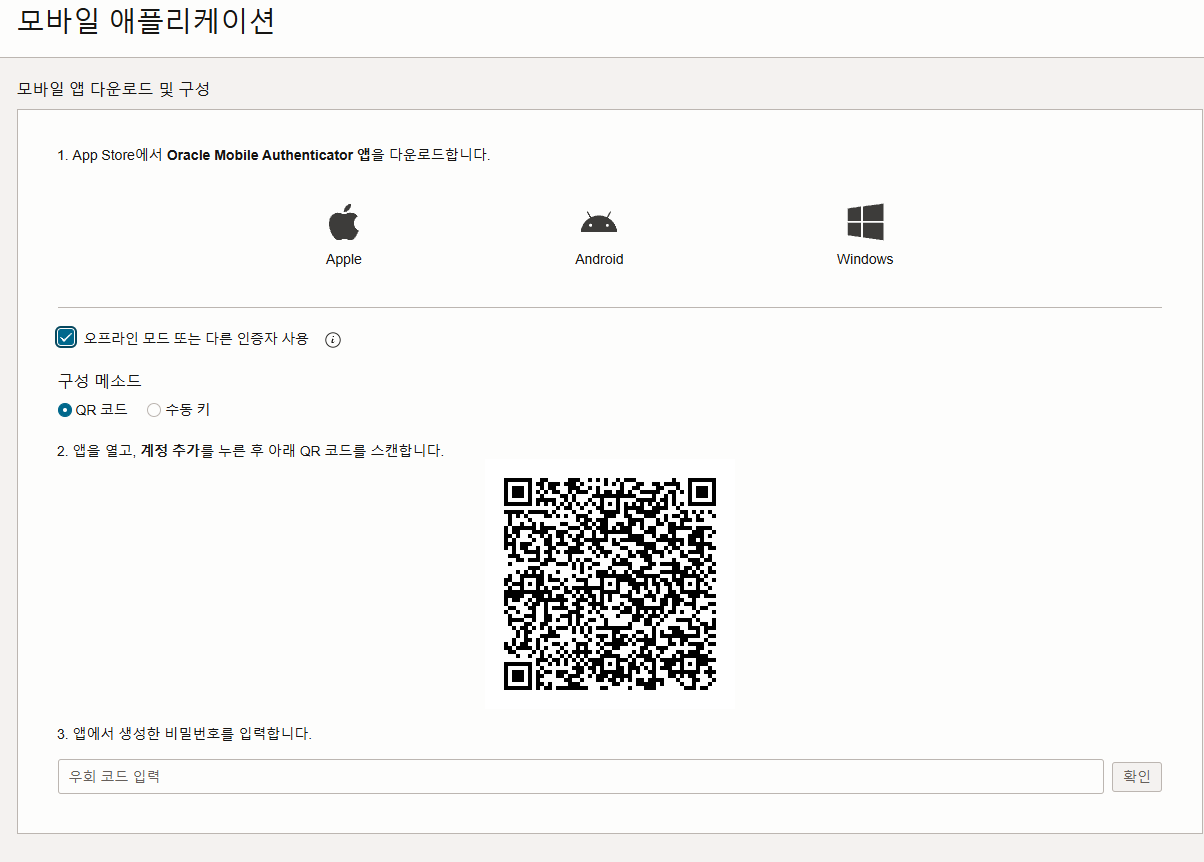 모바일 애플리케이션
모바일 앱 다운로드 및 구성
1. App Store에서 Oracle Mobile Authenticator 앱을 다운로드합니다.
Apple
Android
Windows
오프라인 모드 또는 다른 인증자 사용
구성 메소드
QR 코드 수동 키
2. 앱을 열고, 계정 추가를 누른 후 아래 QR 코드를 스캔합니다.
3. 앱에서 생성한 비밀번호를 입력합니다.
우회 코드 입력 확인